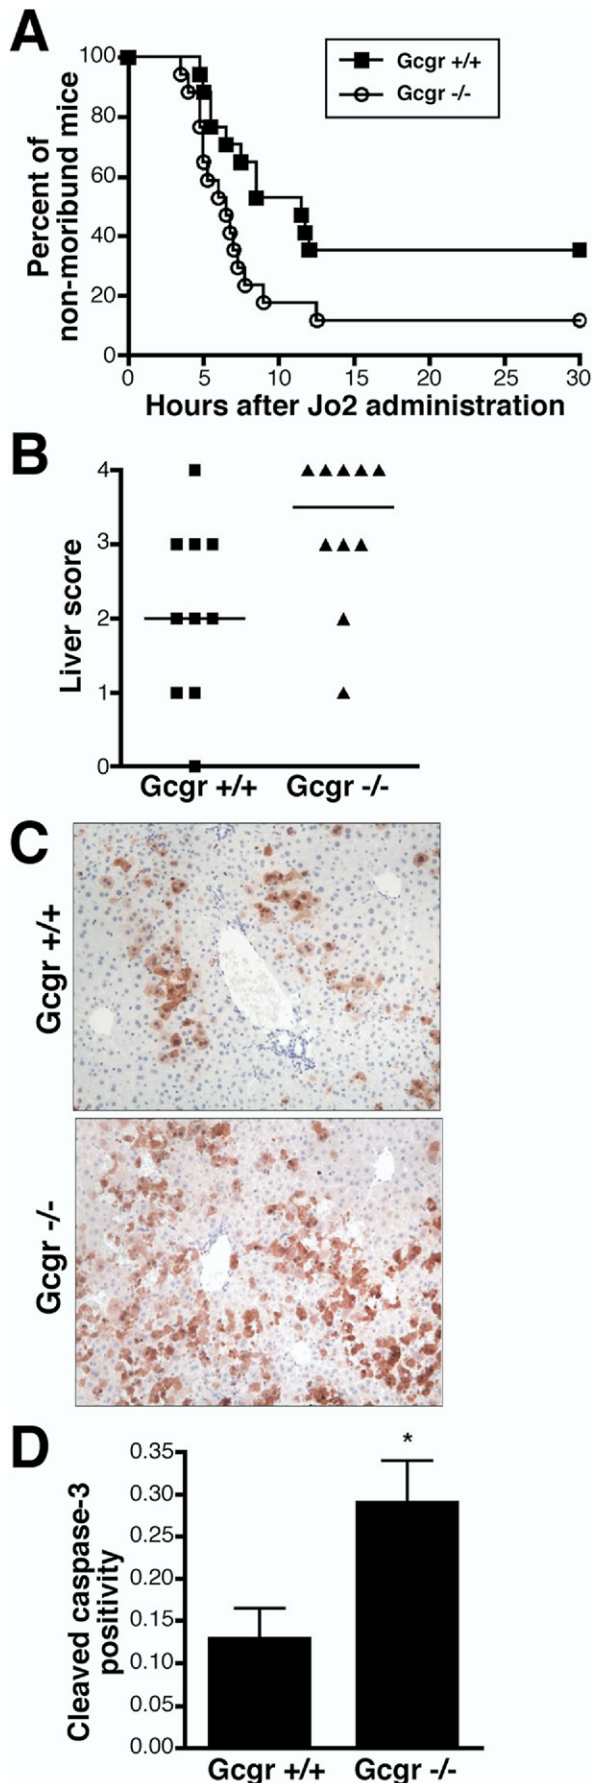 A
Percent of
non-moribund mice
100
80
60
40
20
0
Gcgr +/+
Gcgr -/-
0 5 10 15 20 25 30
Hours after Jo2 administration
B
Liver score
4
3
2
1
0
Gcgr +/+ Gcgr -/-
C
Gcgr +/+
Gcgr -/-
D
Cleaved caspase-3
positivity
0.35
0.30
0.25
0.20
0.15
0.10
0.05
0.00
*
Gcgr +/+ Gcgr -/-